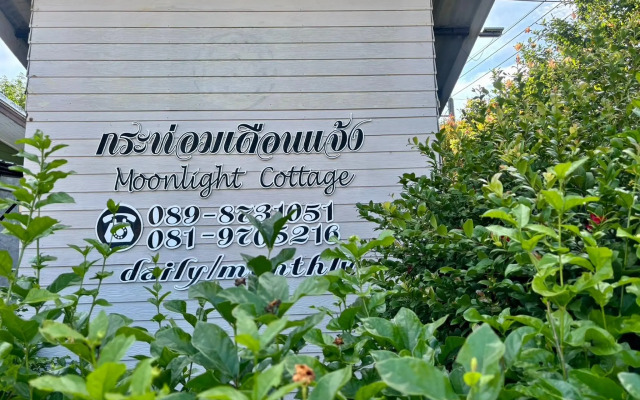 กระท่อมเดือนแจ้ง
Moonlight Cottage
089-8731051
081-9705216
daily/monthly